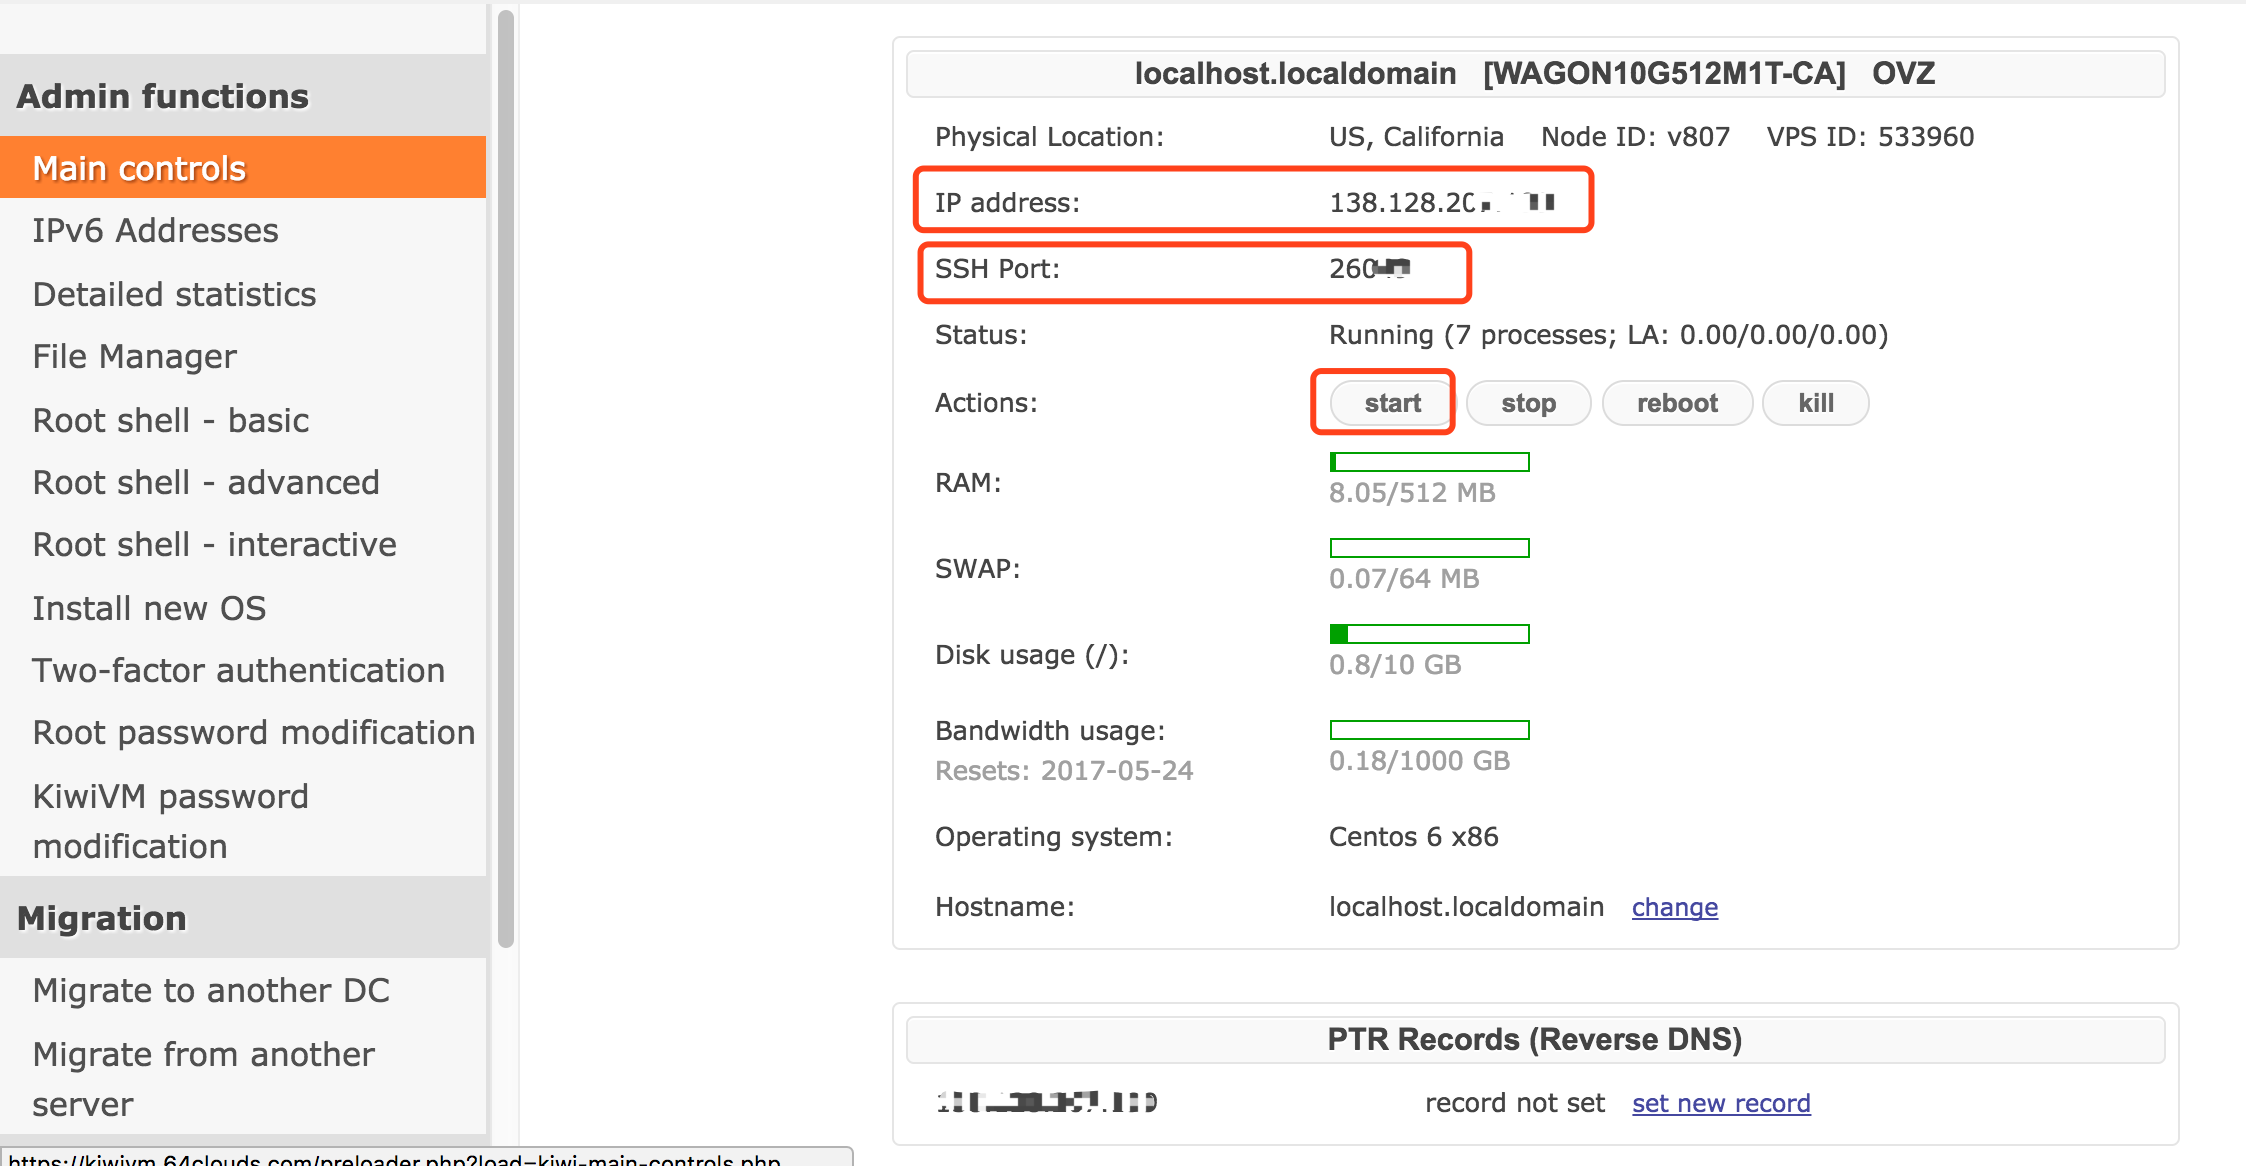 Admin functions
Main controls
IPv6 Addresses
Detailed statistics
File Manager
Root shell - basic
Root shell - advanced
Root shell - interactive
Install new OS
Two-factor authentication
Root password modification
KiwiVM password
modification
Migration
Migrate to another DC
Migrate from another
server
https://kiwivm.64clouds.com/preloader.php?load=kiwi-main-controls.php
localhost.localdomain [WAGON10G512M1T-CA] OVZ
Physical Location: US, California Node ID: v807 VPS ID: 533960
IP address: 138.128.20
SSH Port: 260
Status: Running (7 processes; LA: 0.00/0.00/0.00)
Actions: start stop reboot kill
RAM: 8.05/512 MB
SWAP: 0.07/64 MB
Disk usage (/): 0.8/10 GB
Bandwidth usage: 0.18/1000 GB
Resets: 2017-05-24
Operating system: Centos 6 x86
Hostname: localhost.localdomain change
PTR Records (Reverse DNS)
record not set set new record